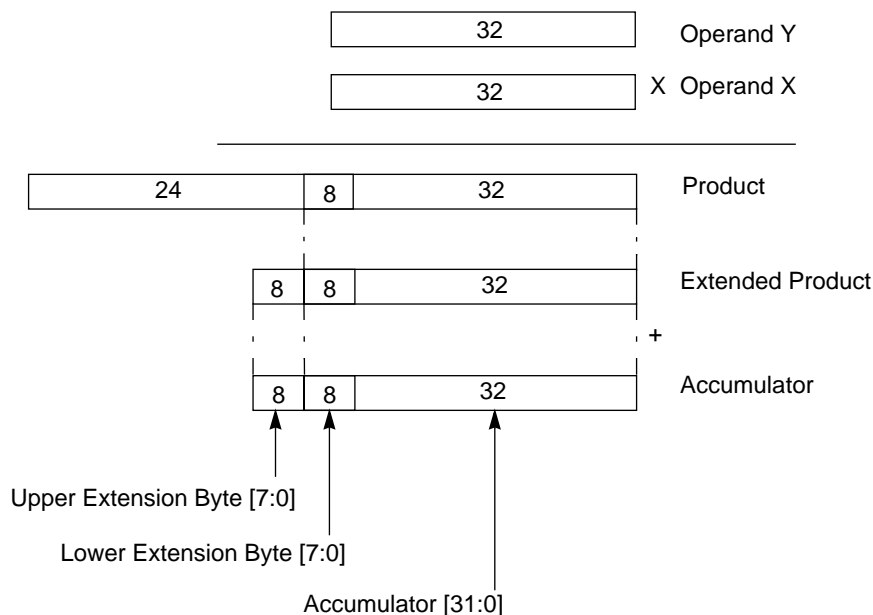 32 Operand Y
32 X Operand X
24 8 32 Product
8 8 32 Extended Product
+
8 8 32 Accumulator
Upper Extension Byte [7:0]
Lower Extension Byte [7:0]
Accumulator [31:0]